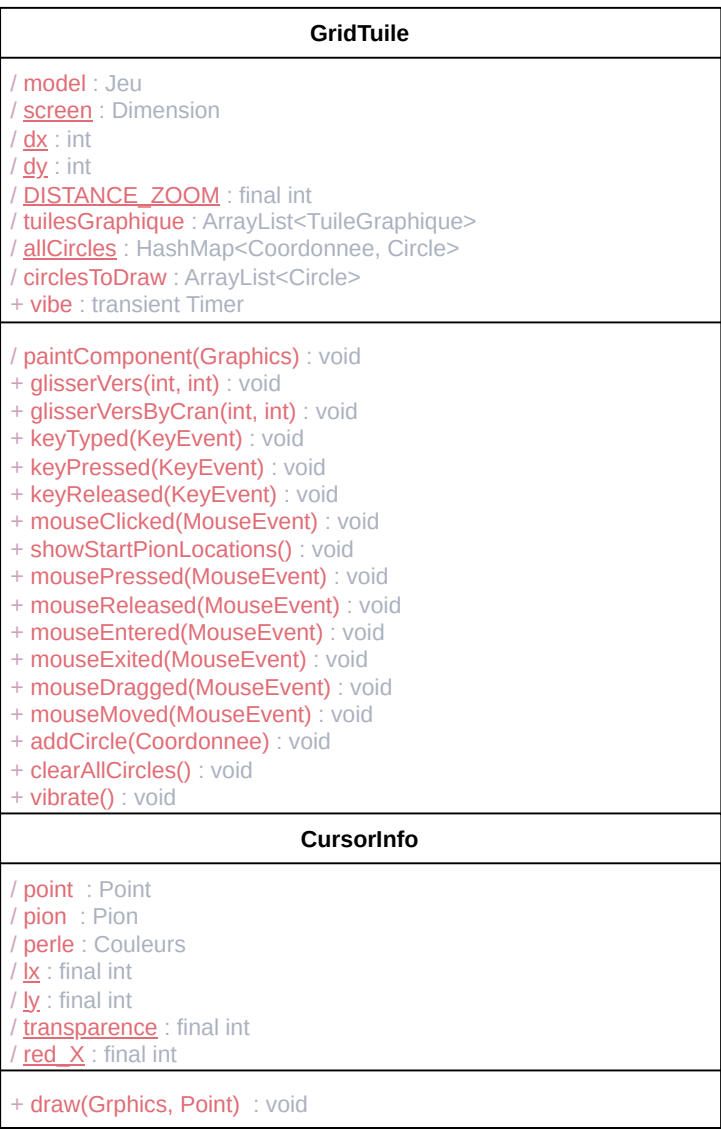 GridTuile
/ model : Jeu
/ screen : Dimension
/ dx : int
/ dy : int
/ DISTANCE_ZOOM : final int
/ tuilesGraphique : ArrayList<TuileGraphique>
/ allCircles : HashMap<Coordonnee, Circle>
/ circlesToDraw : ArrayList<Circle>
+ vibe : transient Timer
/ paintComponent(Graphics) : void
+ glisserVers(int, int) : void
+ glisserVersByCran(int, int) : void
+ keyTyped(KeyEvent) : void
+ keyPressed(KeyEvent) : void
+ keyReleased(KeyEvent) : void
+ mouseClicked(MouseEvent) : void
+ showStartPionLocations() : void
+ mousePressed(MouseEvent) : void
+ mouseReleased(MouseEvent) : void
+ mouseEntered(MouseEvent) : void
+ mouseExited(MouseEvent) : void
+ mouseDragged(MouseEvent) : void
+ mouseMoved(MouseEvent) : void
+ addCircle(Coordonnee) : void
+ clearAllCircles() : void
+ vibrate() : void
CursorInfo
/ point : Point
/ pion : Pion
/ perle : Couleurs
/ lx : final int
/ ly : final int
/ transparence : final int
/ red_X : final int
+ draw(Grphics, Point) : void